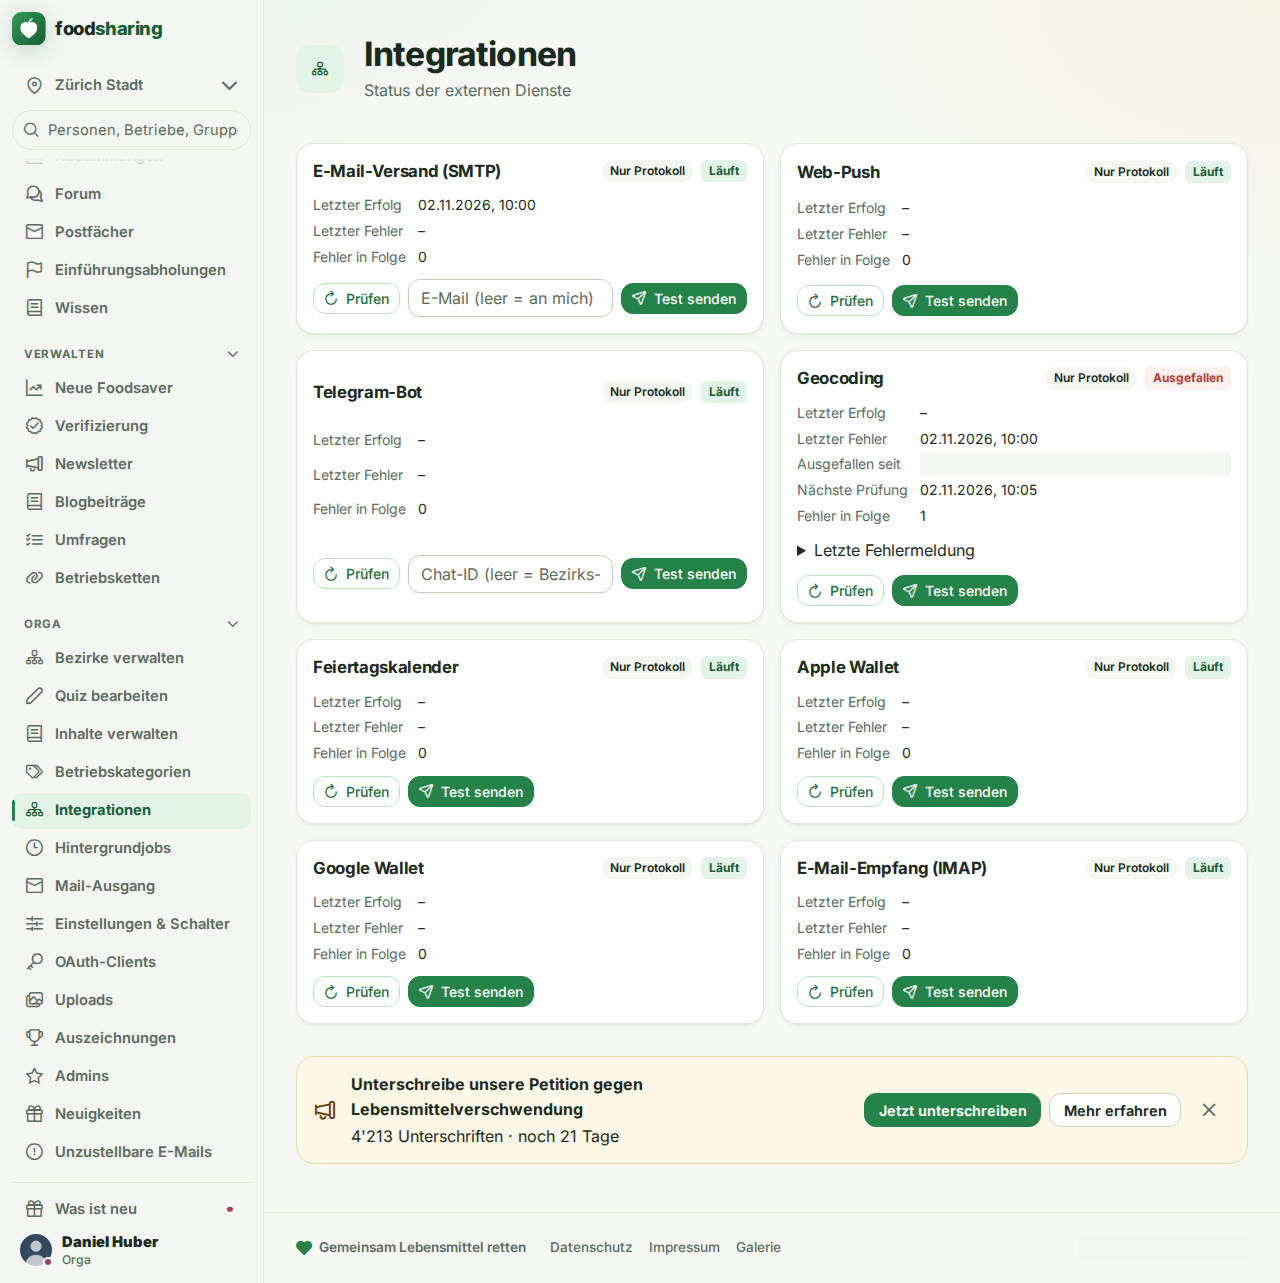 foodsharing
Zürich Stadt
Personen, Betriebe, Grupp
Forum
Postfächer
Einführungsabholungen
Wissen
VERWALTEN
Neue Foodsaver
Verifizierung
Newsletter
Blogbeiträge
Umfragen
Betriebsketten
ORGA
Bezirke verwalten
Quiz bearbeiten
Inhalte verwalten
Betriebskategorien
Integrationen
Hintergrundjobs
Mail-Ausgang
Einstellungen & Schalter
OAuth-Clients
Uploads
Auszeichnungen
Admins
Neuigkeiten
Unzustellbare E-Mails
Was ist neu
Daniel Huber
Orga
Integrationen
Status der externen Dienste
E-Mail-Versand (SMTP) Nur Protokoll Läuft
Letzter Erfolg 02.11.2026, 10:00
Letzter Fehler –
Fehler in Folge 0
Prüfen E-Mail (leer = an mich) Test senden
Web-Push Nur Protokoll Läuft
Letzter Erfolg –
Letzter Fehler –
Fehler in Folge 0
Prüfen Test senden
Telegram-Bot Nur Protokoll Läuft
Letzter Erfolg –
Letzter Fehler –
Fehler in Folge 0
Prüfen Chat-ID (leer = Bezirks- Test senden
Geocoding Nur Protokoll Ausgefallen
Letzter Erfolg –
Letzter Fehler 02.11.2026, 10:00
Ausgefallen seit
Nächste Prüfung 02.11.2026, 10:05
Fehler in Folge 1
Letzte Fehlermeldung
Prüfen Test senden
Feiertagskalender Nur Protokoll Läuft
Letzter Erfolg –
Letzter Fehler –
Fehler in Folge 0
Prüfen Test senden
Apple Wallet Nur Protokoll Läuft
Letzter Erfolg –
Letzter Fehler –
Fehler in Folge 0
Prüfen Test senden
Google Wallet Nur Protokoll Läuft
Letzter Erfolg –
Letzter Fehler –
Fehler in Folge 0
Prüfen Test senden
E-Mail-Empfang (IMAP) Nur Protokoll Läuft
Letzter Erfolg –
Letzter Fehler –
Fehler in Folge 0
Prüfen Test senden
Unterschreibe unsere Petition gegen
Lebensmittelverschwendung
4'213 Unterschriften · noch 21 Tage
Jetzt unterschreiben Mehr erfahren
Gemeinsam Lebensmittel retten Datenschutz Impressum Galerie